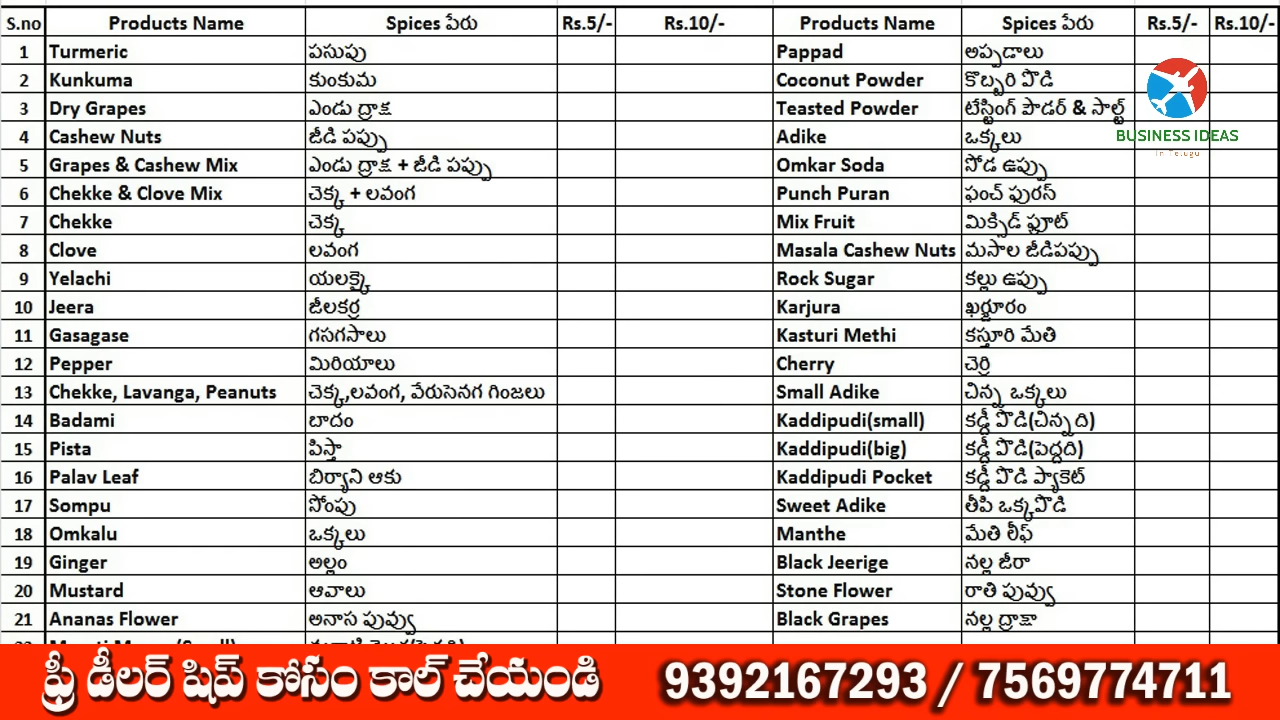 S.no Products Name Spices పేరు Rs.5/- Rs.10/- Products Name Spices పేరు Rs.5/- Rs.10/-
1 Turmeric పసుపు Pappad అప్పడాలు
2 Kunkuma కుంకుమ Coconut Powder కొబ్బరి పొడి
3 Dry Grapes ఎండు ద్రాక్ష Teasted Powder టేస్టింగ్ పౌడర్ & సాల్ట్
4 Cashew Nuts జీడి పప్పు Adike ఒక్కలు
BUSINESS IDEAS
In Telugu
5 Grapes & Cashew Mix ఎండు ద్రాక్ష + జీడి పప్పు Omkar Soda సోడ ఉప్పు
6 Chekke & Clove Mix చెక్క + లవంగ Punch Puran ఫంచ్ ఫురస్
7 Chekke చెక్క Mix Fruit మిక్సిడ్ ఫ్లూట్
8 Clove లవంగ Masala Cashew Nuts మసాల జీడిపప్పు
9 Yelachi యలక్కై Rock Sugar కల్లు ఉప్పు
10 Jeera జీలకర్ర Karjura ఖర్జూరం
11 Gasagase గసగసాలు Kasturi Methi కస్తూరి మేతి
12 Pepper మిరియాలు Cherry చెర్రి
13 Chekke, Lavanga, Peanuts చెక్క,లవంగ, వేరుసెనగ గింజలు Small Adike చిన్న ఒక్కలు
14 Badami బాదం Kaddipudi(small) కడ్డీ పొడి(చిన్నది)
15 Pista పిస్తా Kaddipudi(big) కడ్డీ పొడి(పెద్దది)
16 Palav Leaf బిర్యాని ఆకు Kaddipudi Pocket కడ్డీ పొడి ప్యాకెట్
17 Sompu సోంపు Sweet Adike తీపి ఒక్కపొడి
18 Omkalu ఒక్కలు Manthe మేతి లీఫ్
19 Ginger అల్లం Black Jeerige నల్ల జీరా
20 Mustard ఆవాలు Stone Flower రాతి పువ్వు
21 Ananas Flower అనాస పువ్వు Black Grapes నల్ల ద్రాక్షా
ఫ్రీ డీలర్ షిప్ కోసం కాల్ చేయండి 9392167293 / 7569774711